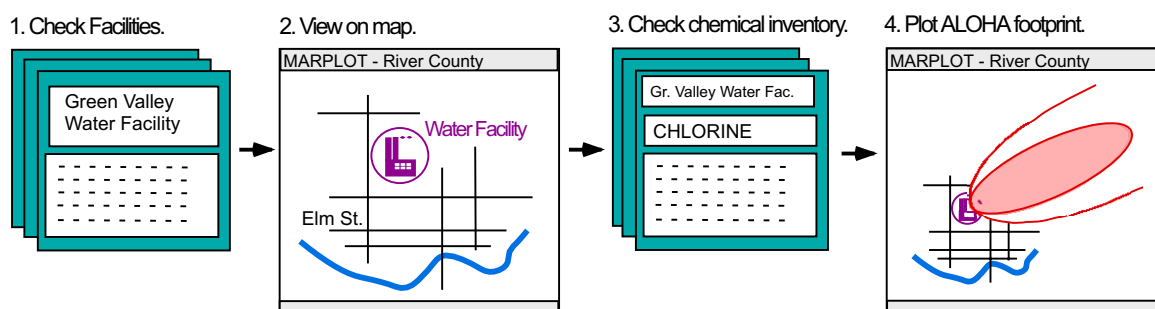 1. Check Facilities.
Green Valley
Water Facility
2. View on map.
MARPLOT - River County
Water Facility
Elm St.
3. Check chemical inventory.
Gr. Valley Water Fac.
CHLORINE
4. Plot ALOHA footprint.
MARPLOT - River County